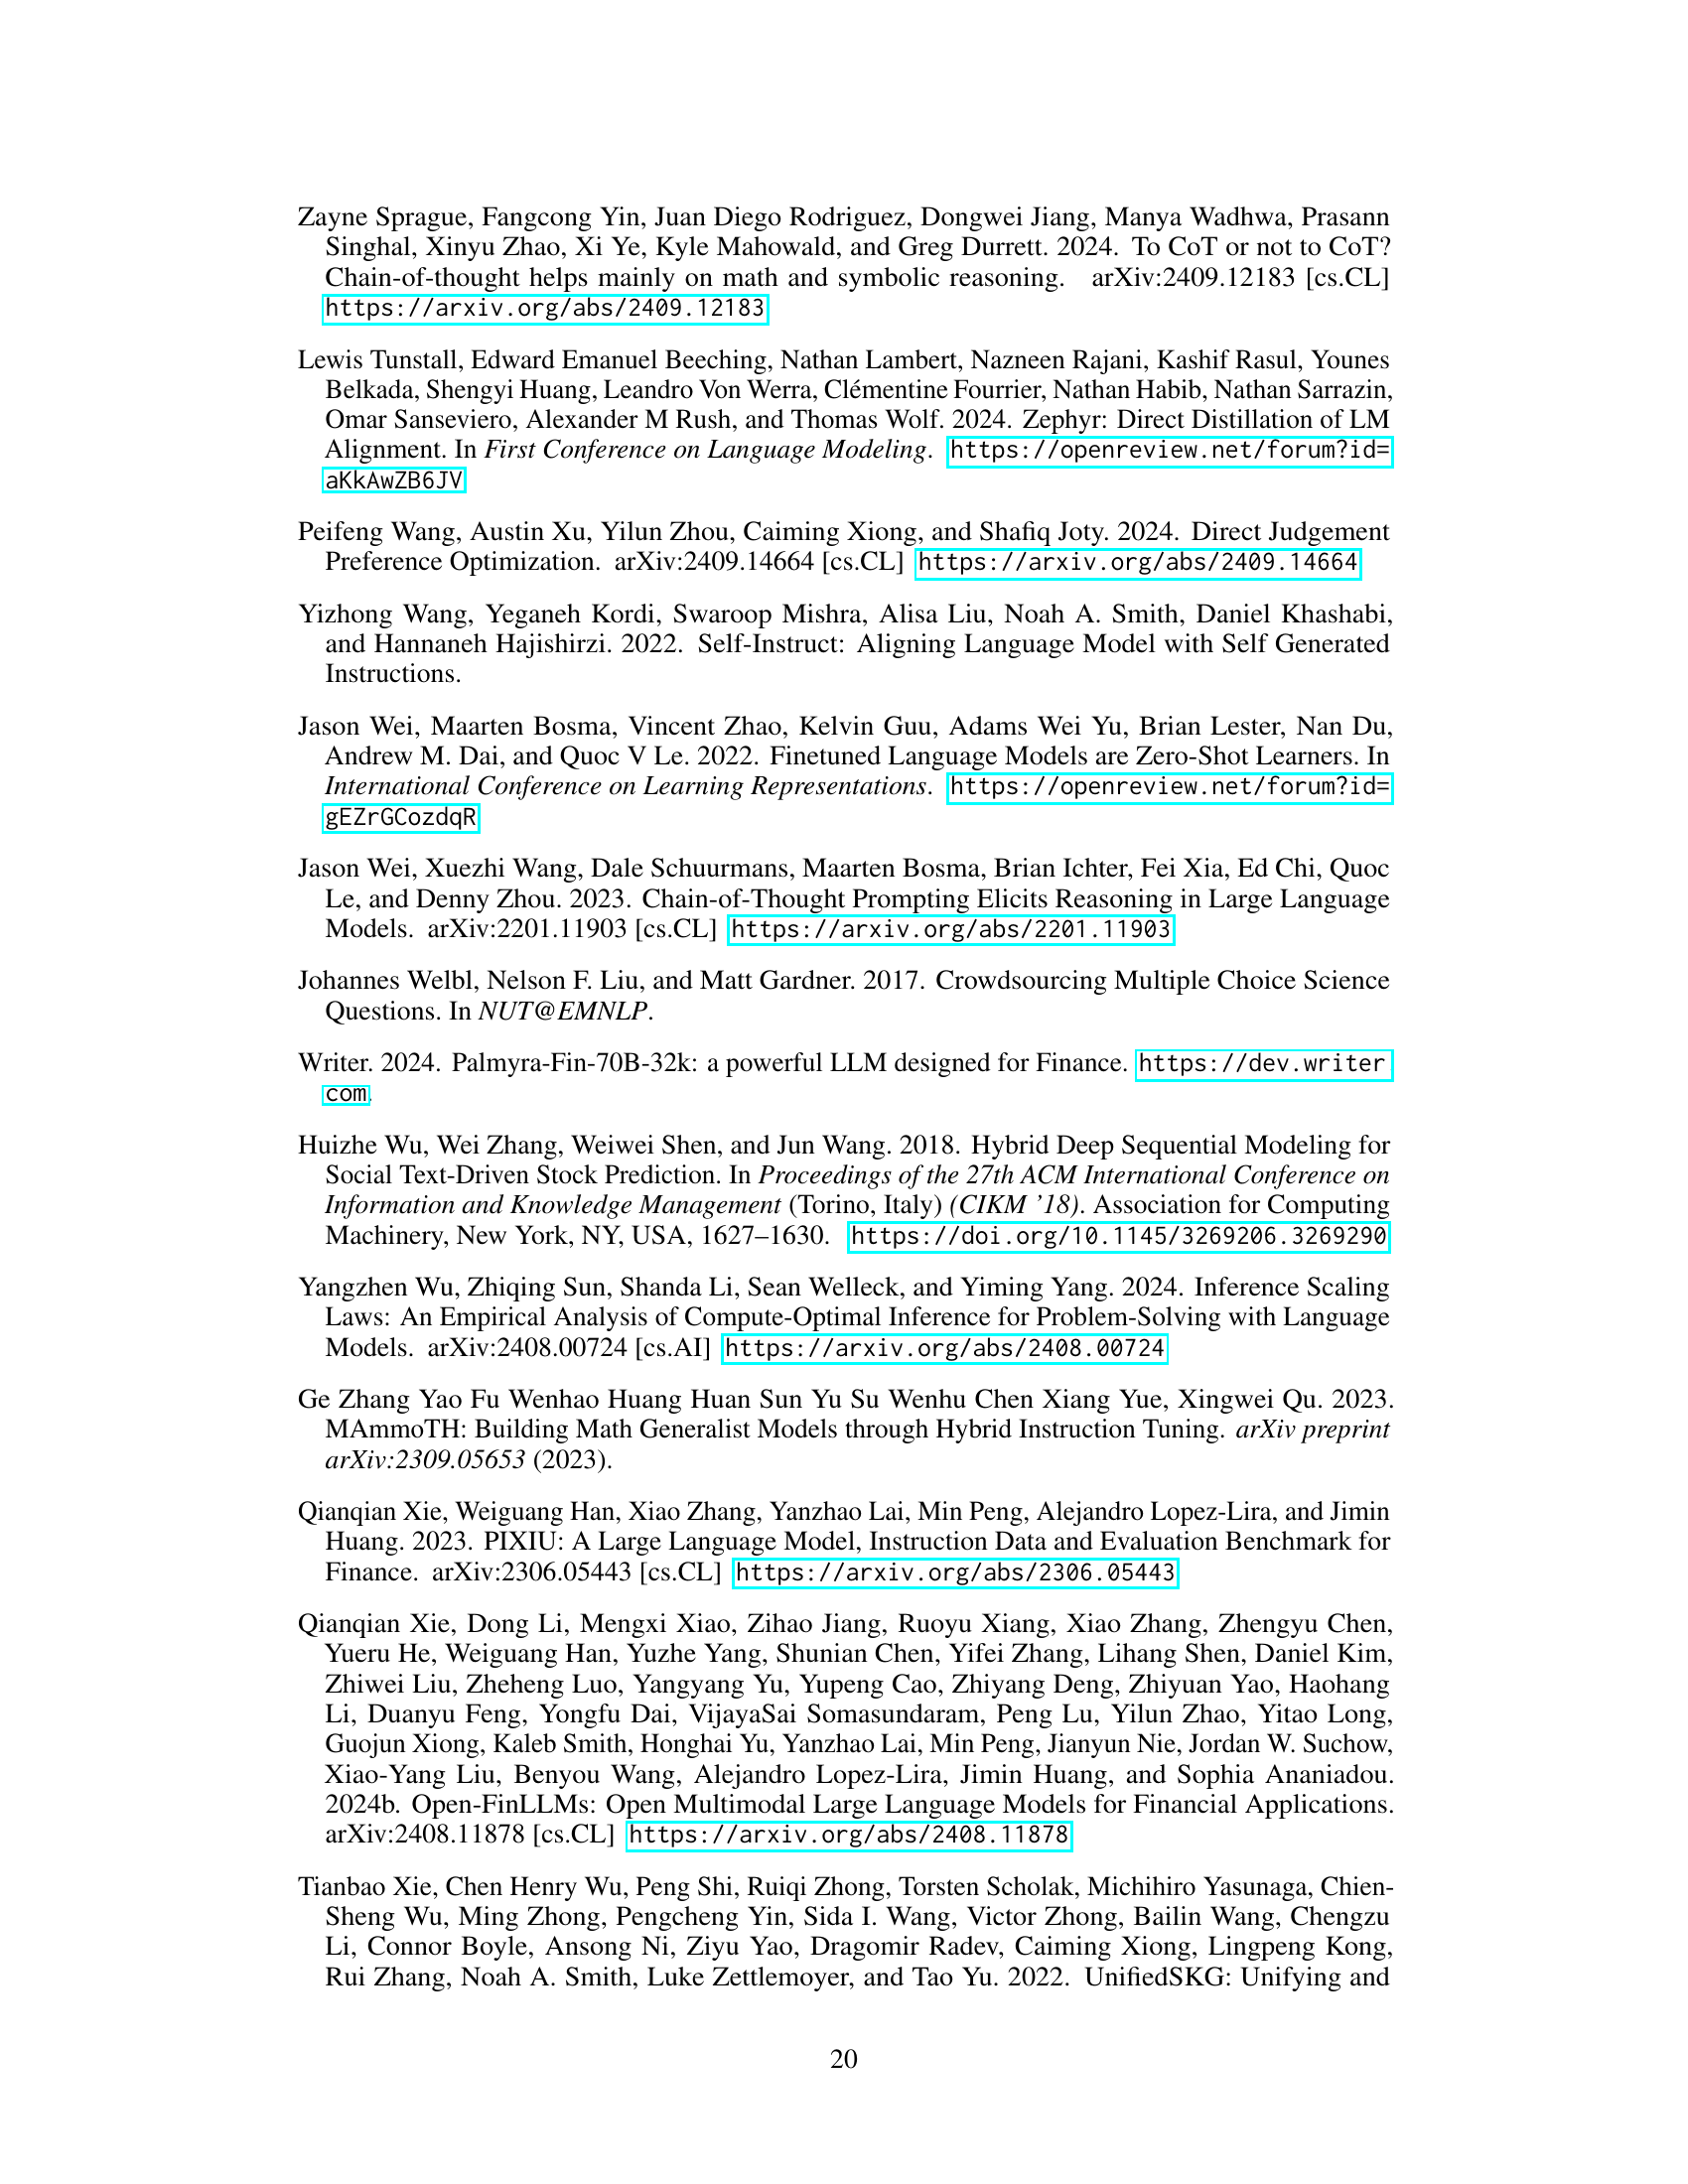 Zayne Sprague, Fangcong Yin, Juan Diego Rodriguez, Dongwei Jiang, Manya Wadhwa, Prasann
Singhal, Xinyu Zhao, Xi Ye, Kyle Mahowald, and Greg Durrett. 2024. To CoT or not to CoT?
Chain-of-thought helps mainly on math and symbolic reasoning. arXiv:2409.12183 [cs.CL]
https://arxiv.org/abs/2409.12183
Lewis Tunstall, Edward Emanuel Beeching, Nathan Lambert, Nazneen Rajani, Kashif Rasul, Younes
Belkada, Shengyi Huang, Leandro Von Werra, Clémentine Fourrier, Nathan Habib, Nathan Sarrazin,
Omar Sanseviero, Alexander M Rush, and Thomas Wolf. 2024. Zephyr: Direct Distillation of LM
Alignment. In First Conference on Language Modeling. https://openreview.net/forum?id=
aKkAwZB6JV
Peifeng Wang, Austin Xu, Yilun Zhou, Caiming Xiong, and Shafiq Joty. 2024. Direct Judgement
Preference Optimization. arXiv:2409.14664 [cs.CL] https://arxiv.org/abs/2409.14664
Yizhong Wang, Yeganeh Kordi, Swaroop Mishra, Alisa Liu, Noah A. Smith, Daniel Khashabi,
and Hannaneh Hajishirzi. 2022. Self-Instruct: Aligning Language Model with Self Generated
Instructions.
Jason Wei, Maarten Bosma, Vincent Zhao, Kelvin Guu, Adams Wei Yu, Brian Lester, Nan Du,
Andrew M. Dai, and Quoc V Le. 2022. Finetuned Language Models are Zero-Shot Learners. In
International Conference on Learning Representations. https://openreview.net/forum?id=
gEZrGCozdqR
Jason Wei, Xuezhi Wang, Dale Schuurmans, Maarten Bosma, Brian Ichter, Fei Xia, Ed Chi, Quoc
Le, and Denny Zhou. 2023. Chain-of-Thought Prompting Elicits Reasoning in Large Language
Models. arXiv:2201.11903 [cs.CL] https://arxiv.org/abs/2201.11903
Johannes Welbl, Nelson F. Liu, and Matt Gardner. 2017. Crowdsourcing Multiple Choice Science
Questions. In NUT@EMNLP.
Writer. 2024. Palmyra-Fin-70B-32k: a powerful LLM designed for Finance. https://dev.writer
com.
Huizhe Wu, Wei Zhang, Weiwei Shen, and Jun Wang. 2018. Hybrid Deep Sequential Modeling for
Social Text-Driven Stock Prediction. In Proceedings of the 27th ACM International Conference on
Information and Knowledge Management (Torino, Italy) (CIKM '18). Association for Computing
Machinery, New York, NY, USA, 1627–1630. https://doi.org/10.1145/3269206.3269290
Yangzhen Wu, Zhiqing Sun, Shanda Li, Sean Welleck, and Yiming Yang. 2024. Inference Scaling
Laws: An Empirical Analysis of Compute-Optimal Inference for Problem-Solving with Language
Models. arXiv:2408.00724 [cs.AI] https://arxiv.org/abs/2408.00724
Ge Zhang Yao Fu Wenhao Huang Huan Sun Yu Su Wenhu Chen Xiang Yue, Xingwei Qu. 2023.
MAmmoTH: Building Math Generalist Models through Hybrid Instruction Tuning. arXiv preprint
arXiv:2309.05653 (2023).
Qianqian Xie, Weiguang Han, Xiao Zhang, Yanzhao Lai, Min Peng, Alejandro Lopez-Lira, and Jimin
Huang. 2023. PIXIU: A Large Language Model, Instruction Data and Evaluation Benchmark for
Finance. arXiv:2306.05443 [cs.CL] https://arxiv.org/abs/2306.05443
Qianqian Xie, Dong Li, Mengxi Xiao, Zihao Jiang, Ruoyu Xiang, Xiao Zhang, Zhengyu Chen,
Yueru He, Weiguang Han, Yuzhe Yang, Shunian Chen, Yifei Zhang, Lihang Shen, Daniel Kim,
Zhiwei Liu, Zheheng Luo, Yangyang Yu, Yupeng Cao, Zhiyang Deng, Zhiyuan Yao, Haohang
Li, Duanyu Feng, Yongfu Dai, VijayaSai Somasundaram, Peng Lu, Yilun Zhao, Yitao Long,
Guojun Xiong, Kaleb Smith, Honghai Yu, Yanzhao Lai, Min Peng, Jianyun Nie, Jordan W. Suchow,
Xiao-Yang Liu, Benyou Wang, Alejandro Lopez-Lira, Jimin Huang, and Sophia Ananiadou.
2024b. Open-FinLLMs: Open Multimodal Large Language Models for Financial Applications.
arXiv:2408.11878 [cs.CL] https://arxiv.org/abs/2408.11878
Tianbao Xie, Chen Henry Wu, Peng Shi, Ruiqi Zhong, Torsten Scholak, Michihiro Yasunaga, Chien-
Sheng Wu, Ming Zhong, Pengcheng Yin, Sida I. Wang, Victor Zhong, Bailin Wang, Chengzu
Li, Connor Boyle, Ansong Ni, Ziyu Yao, Dragomir Radev, Caiming Xiong, Lingpeng Kong,
Rui Zhang, Noah A. Smith, Luke Zettlemoyer, and Tao Yu. 2022. UnifiedSKG: Unifying and
20